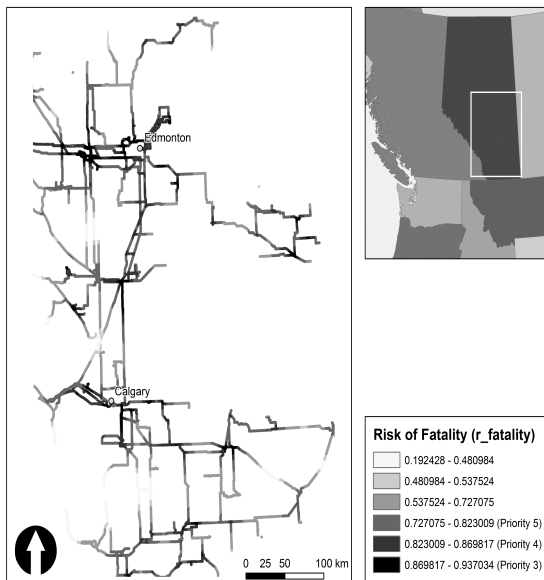 Edmonton
Calgary
0 25 50 100 km
Risk of Fatality (r_fatality)
0.192428 - 0.480984
0.480984 - 0.537524
0.537524 - 0.727075
0.727075 - 0.823009 (Priority 5)
0.823009 - 0.869817 (Priority 4)
0.869817 - 0.937034 (Priority 3)